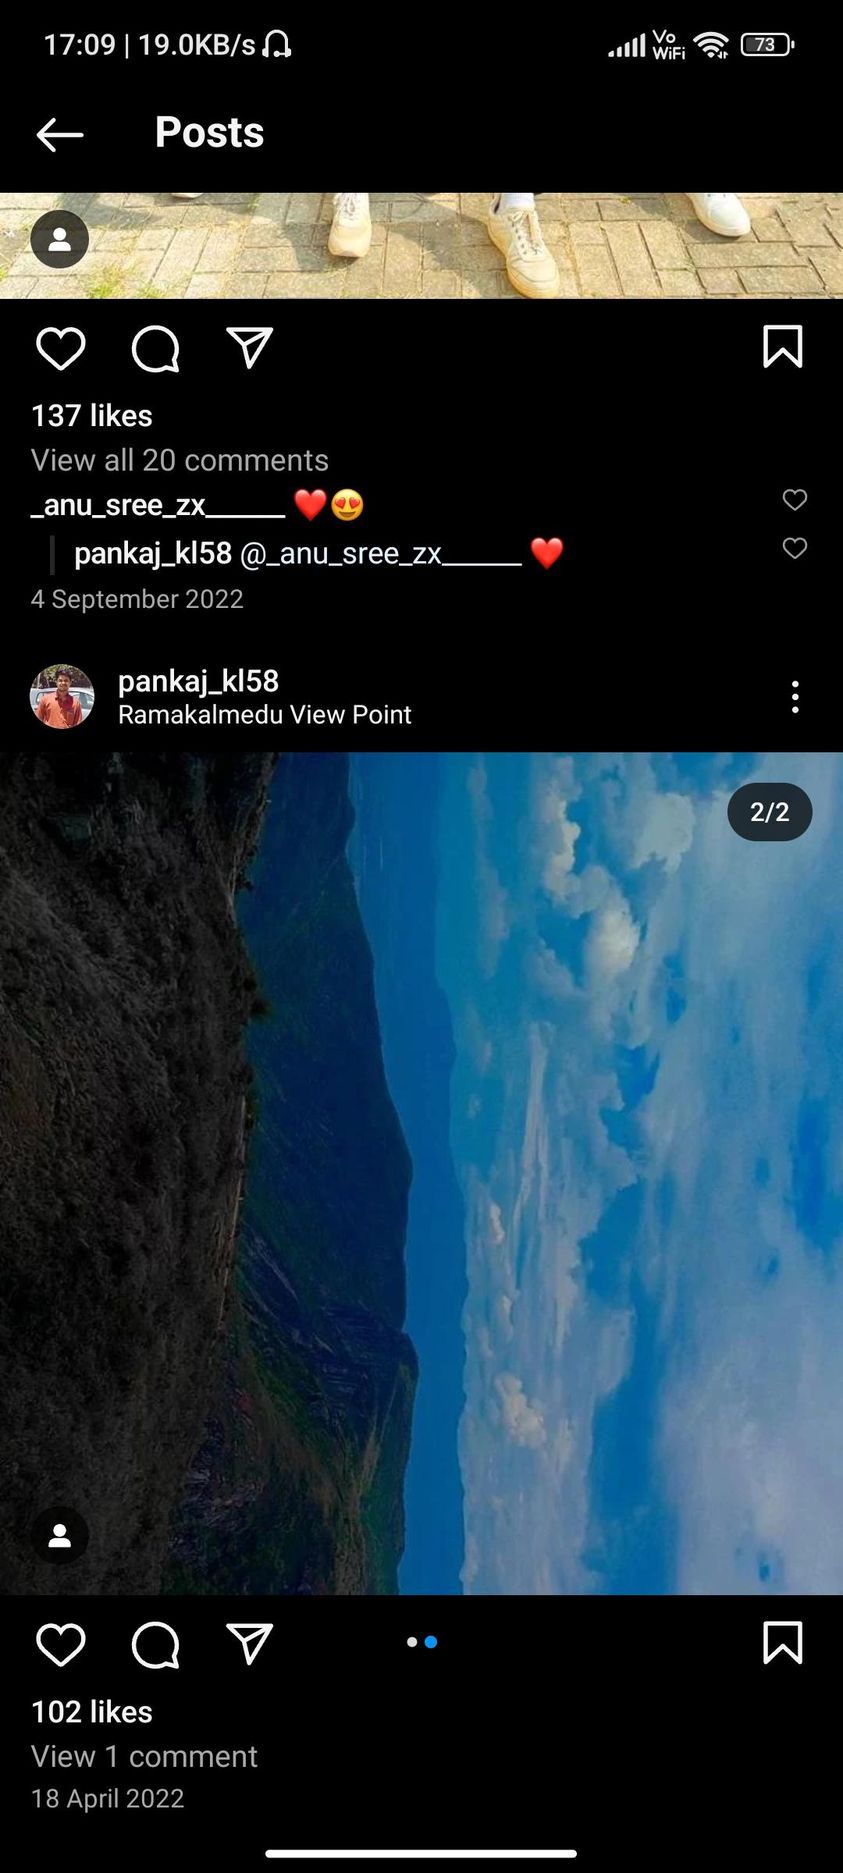 17:09 | 19.0KB/s
Vo
WiFi
73
Posts
137 likes
View all 20 comments
_anu_sree_zx______ ❤️😍
pankaj_kl58 @_anu_sree_zx______ ❤️
4 September 2022
pankaj_kl58
Ramakalmedu View Point
2/2
102 likes
View 1 comment
18 April 2022